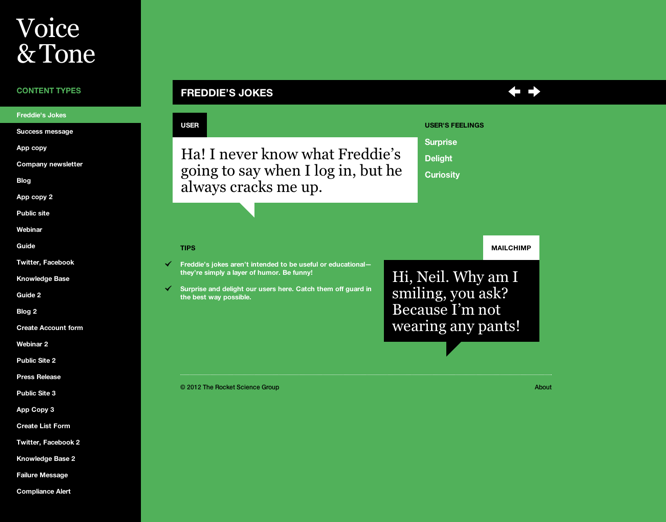 Voice
& Tone
CONTENT TYPES
Freddie's Jokes
Success message
App copy
Company newsletter
Blog
App copy 2
Public site
Webinar
Guide
Twitter, Facebook
Knowledge Base
Guide 2
Blog 2
Create Account form
Webinar 2
Public Site 2
Press Release
Public Site 3
App Copy 3
Create List Form
Twitter, Facebook 2
Knowledge Base 2
Failure Message
Compliance Alert
FREDDIE'S JOKES
USER
Ha! I never know what Freddie's
going to say when I log in, but he
always cracks me up.
USER'S FEELINGS
Surprise
Delight
Curiosity
TIPS
Freddie's jokes aren't intended to be useful or educational—
they're simply a layer of humor. Be funny!
Surprise and delight our users here. Catch them off guard in
the best way possible.
MAILCHIMP
Hi, Neil. Why am I
smiling, you ask?
Because I'm not
wearing any pants!
© 2012 The Rocket Science Group
About